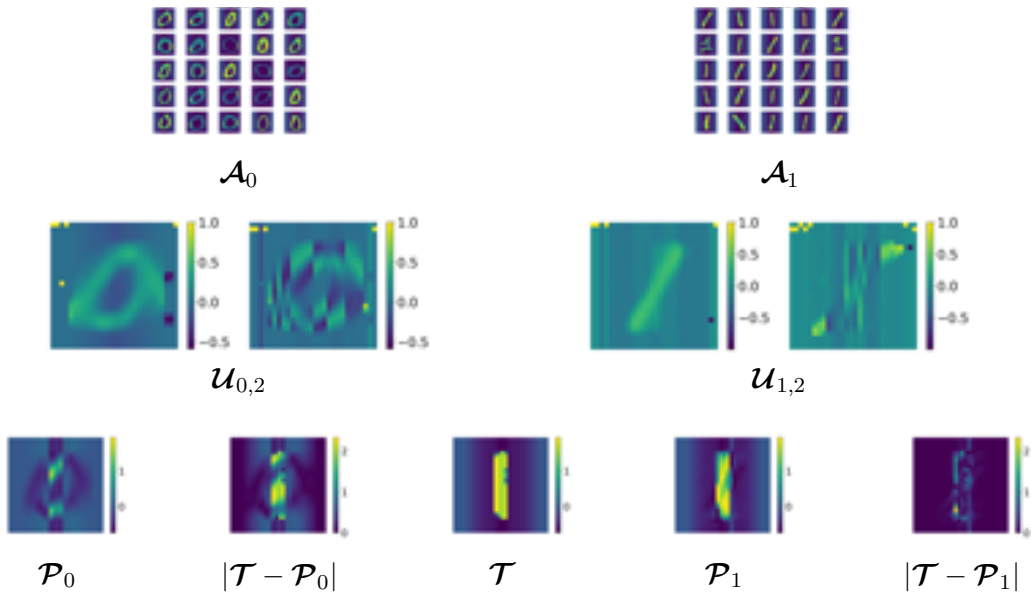 𝓐₀ 𝓐₁
1.0 1.0 1.0 1.0
0.5 0.5 0.5 0.5
0.0 0.0 0.0 0.0
−0.5 −0.5 −0.5 −0.5
𝓤₀,₂ 𝓤₁,₂
1 2 1 1 2
0 1 0 0 1
0 0
𝓟₀ |𝓣 − 𝓟₀| 𝓣 𝓟₁ |𝓣 − 𝓟₁|